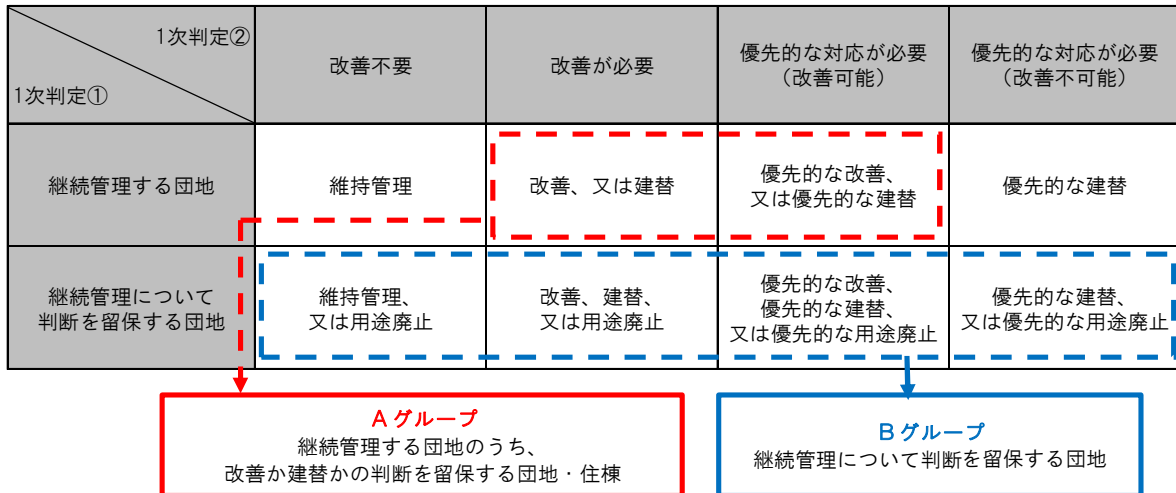 1次判定②
1次判定①
改善不要
改善が必要
優先的な対応が必要
（改善可能）
優先的な対応が必要
（改善不可能）
継続管理する団地
維持管理
改善、又は建替
優先的な改善、
又は優先的な建替
優先的な建替
継続管理について
判断を留保する団地
維持管理、
又は用途廃止
改善、建替、
又は用途廃止
優先的な改善、
優先的な建替、
又は優先的な用途廃止
優先的な建替、
又は優先的な用途廃止
Aグループ
継続管理する団地のうち、
改善か建替かの判断を留保する団地・住棟
Bグループ
継続管理について判断を留保する団地